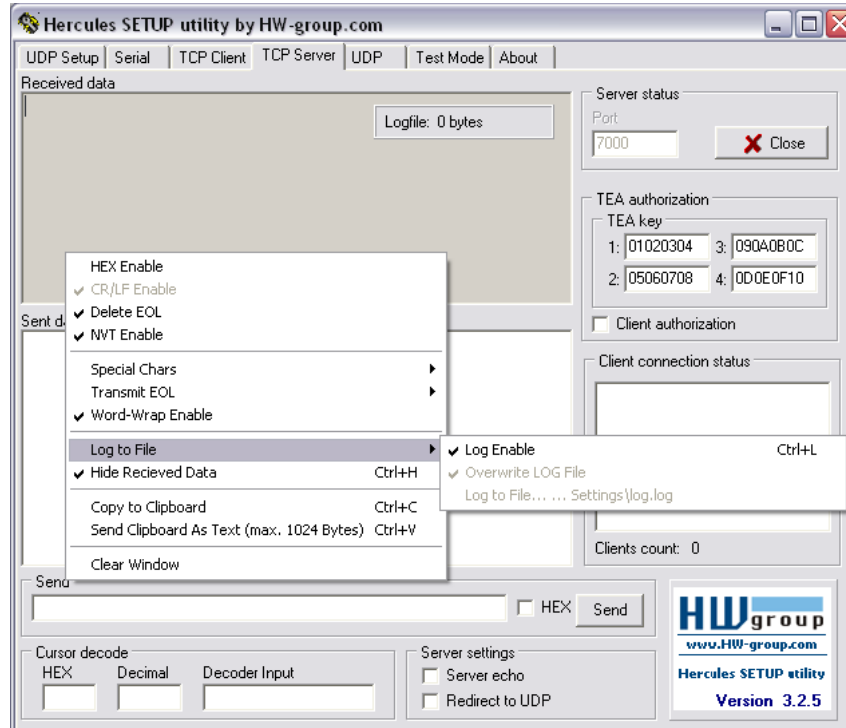 Hercules SETUP utility by HW-group.com
UDP Setup Serial TCP Client TCP Server UDP Test Mode About
Received data
Logfile: 0 bytes
Server status
Port
7000
Close
TEA authorization
TEA key
1: 01020304 3: 090A0B0C
2: 05060708 4: 0D0E0F10
Client authorization
Sent d
HEX Enable
CR/LF Enable
Delete EOL
NVT Enable
Special Chars
Transmit EOL
Word-Wrap Enable
Log to File
Hide Recieved Data Ctrl+H
Copy to Clipboard Ctrl+C
Send Clipboard As Text (max. 1024 Bytes) Ctrl+V
Clear Window
Log Enable Ctrl+L
Overwrite LOG File
Log to File... ... Settings\log.log
Client connection status
Clients count: 0
Send
HEX
Send
Cursor decode
HEX Decimal Decoder Input
Server settings
Server echo
Redirect to UDP
HW group
www.HW-group.com
Hercules SETUP utility
Version 3.2.5